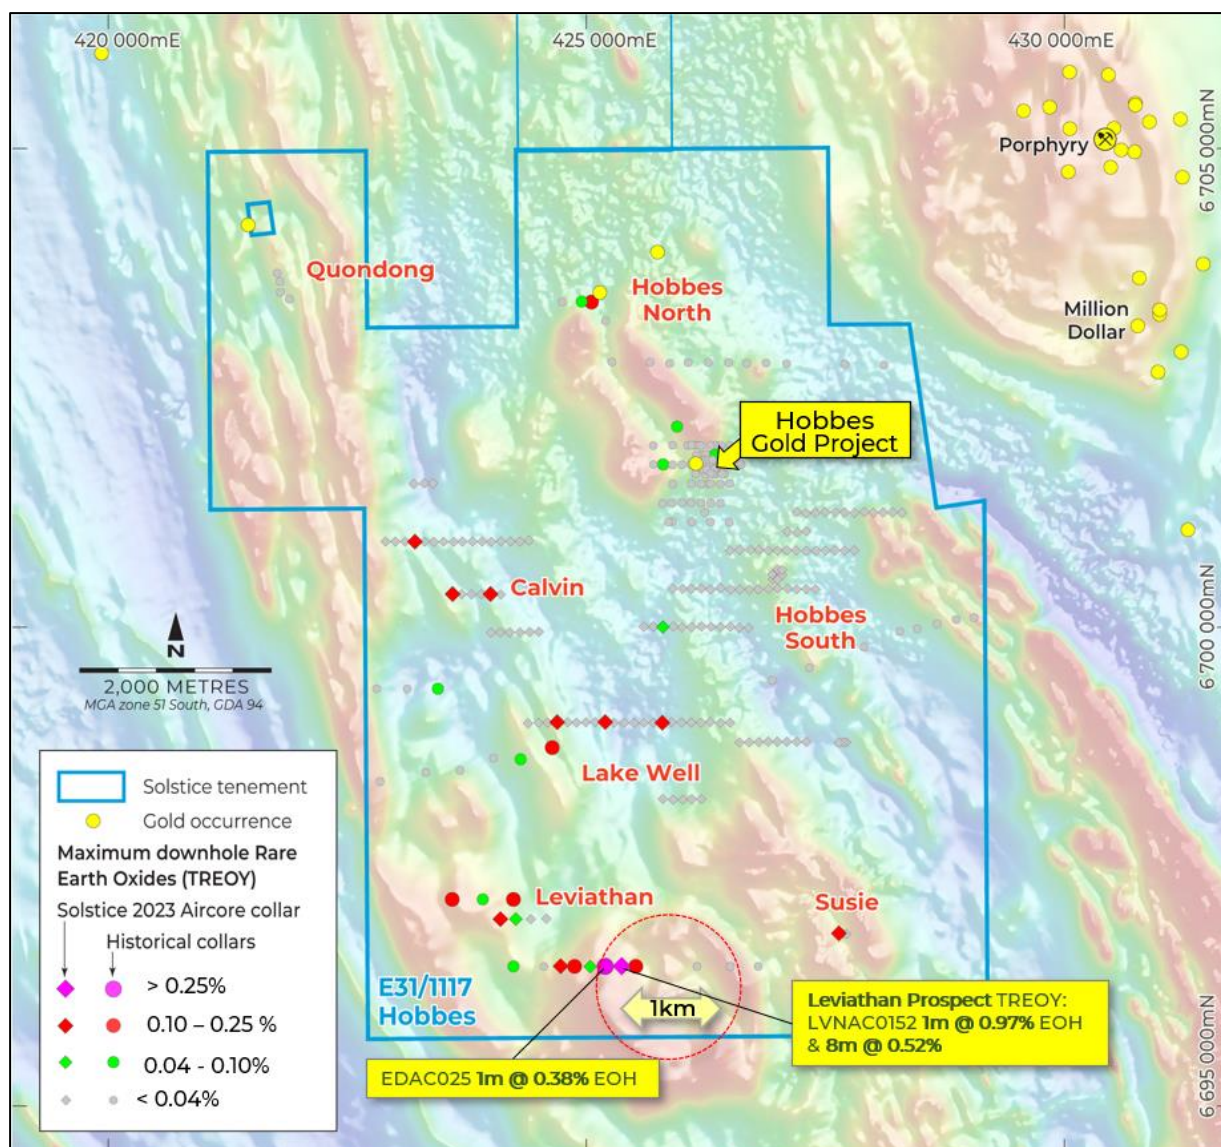 420 000mE
425 000mE
430 000mE
Porphyry
6 705 000mN
Quondong
Hobbes
North
Million
Dollar
Hobbes
Gold Project
Calvin
Hobbes
South
6 700 000mN
N
2,000 METRES
MGA zone 51 South, GDA 94
Lake Well
Solstice tenement
Gold occurrence
Maximum downhole Rare
Earth Oxides (TREOY)
Solstice 2023 Aircore collar
Historical collars
> 0.25%
0.10 – 0.25 %
0.04 - 0.10%
< 0.04%
Leviathan
Susie
E31/1117
Hobbes
1km
Leviathan Prospect TREOY:
LVNAC0152 1m @ 0.97% EOH
& 8m @ 0.52%
EDAC025 1m @ 0.38% EOH
6 695 000mN